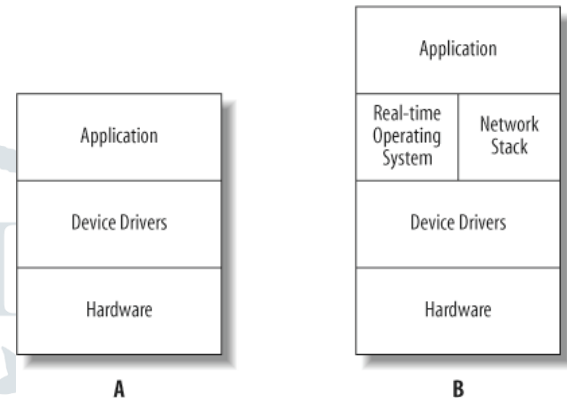 Application
Device Drivers
Hardware
A
Application
Real-time
Operating
System
Network
Stack
Device Drivers
Hardware
B